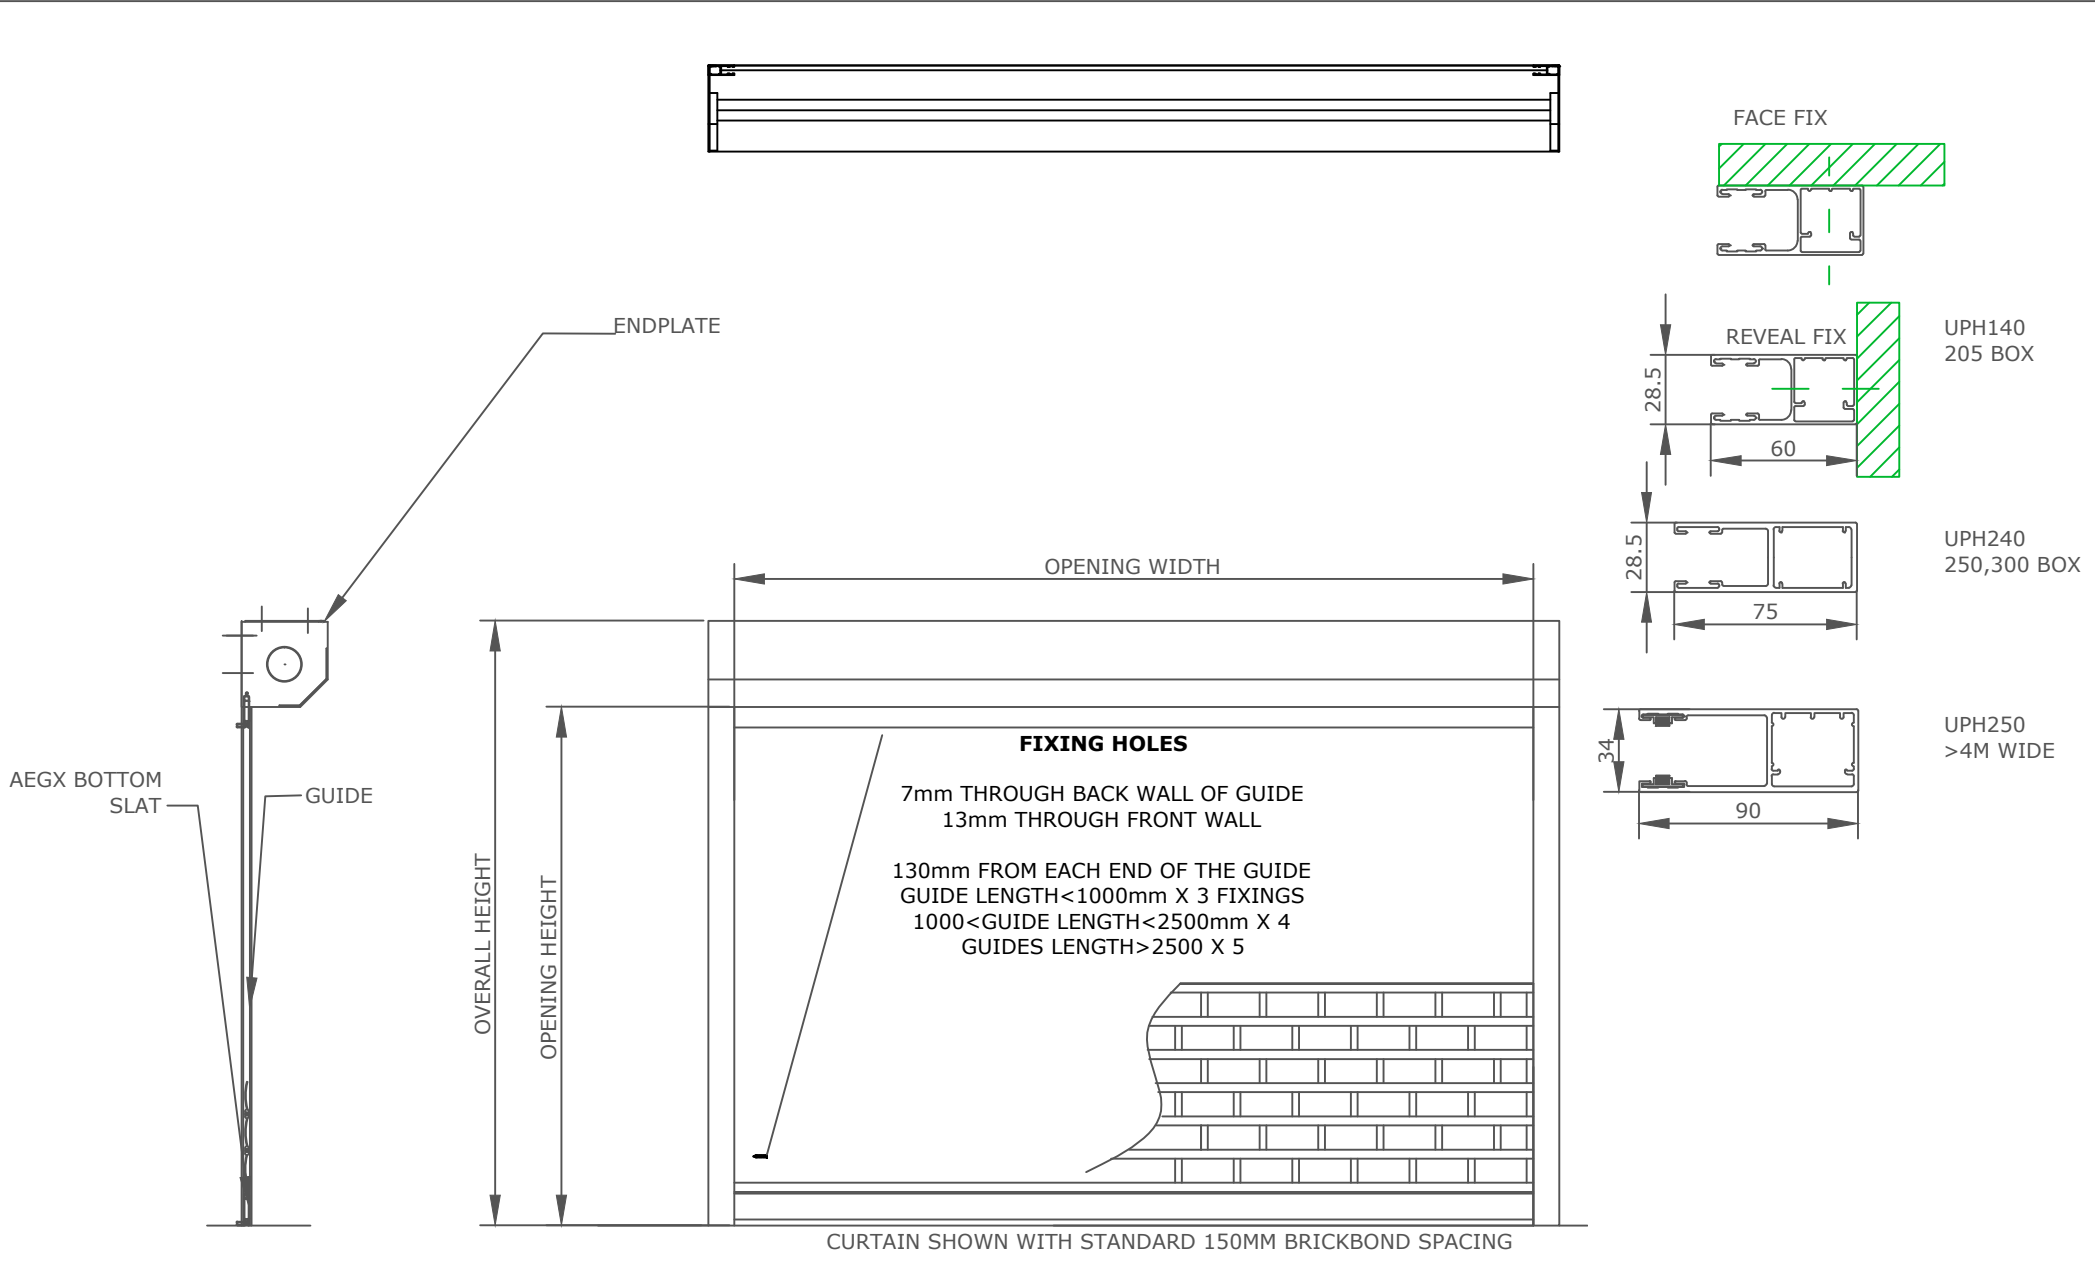 FACE FIX
ENDPLATE
REVEAL FIX
UPH140
205 BOX
28.5
60
UPH240
250,300 BOX
28.5
75
OPENING WIDTH
UPH250
>4M WIDE
34
90
AEGX BOTTOM
SLAT
GUIDE
OVERALL HEIGHT
OPENING HEIGHT
FIXING HOLES
7mm THROUGH BACK WALL OF GUIDE
13mm THROUGH FRONT WALL
130mm FROM EACH END OF THE GUIDE
GUIDE LENGTH<1000mm X 3 FIXINGS
1000<GUIDE LENGTH<2500mm X 4
GUIDES LENGTH>2500 X 5
CURTAIN SHOWN WITH STANDARD 150MM BRICKBOND SPACING